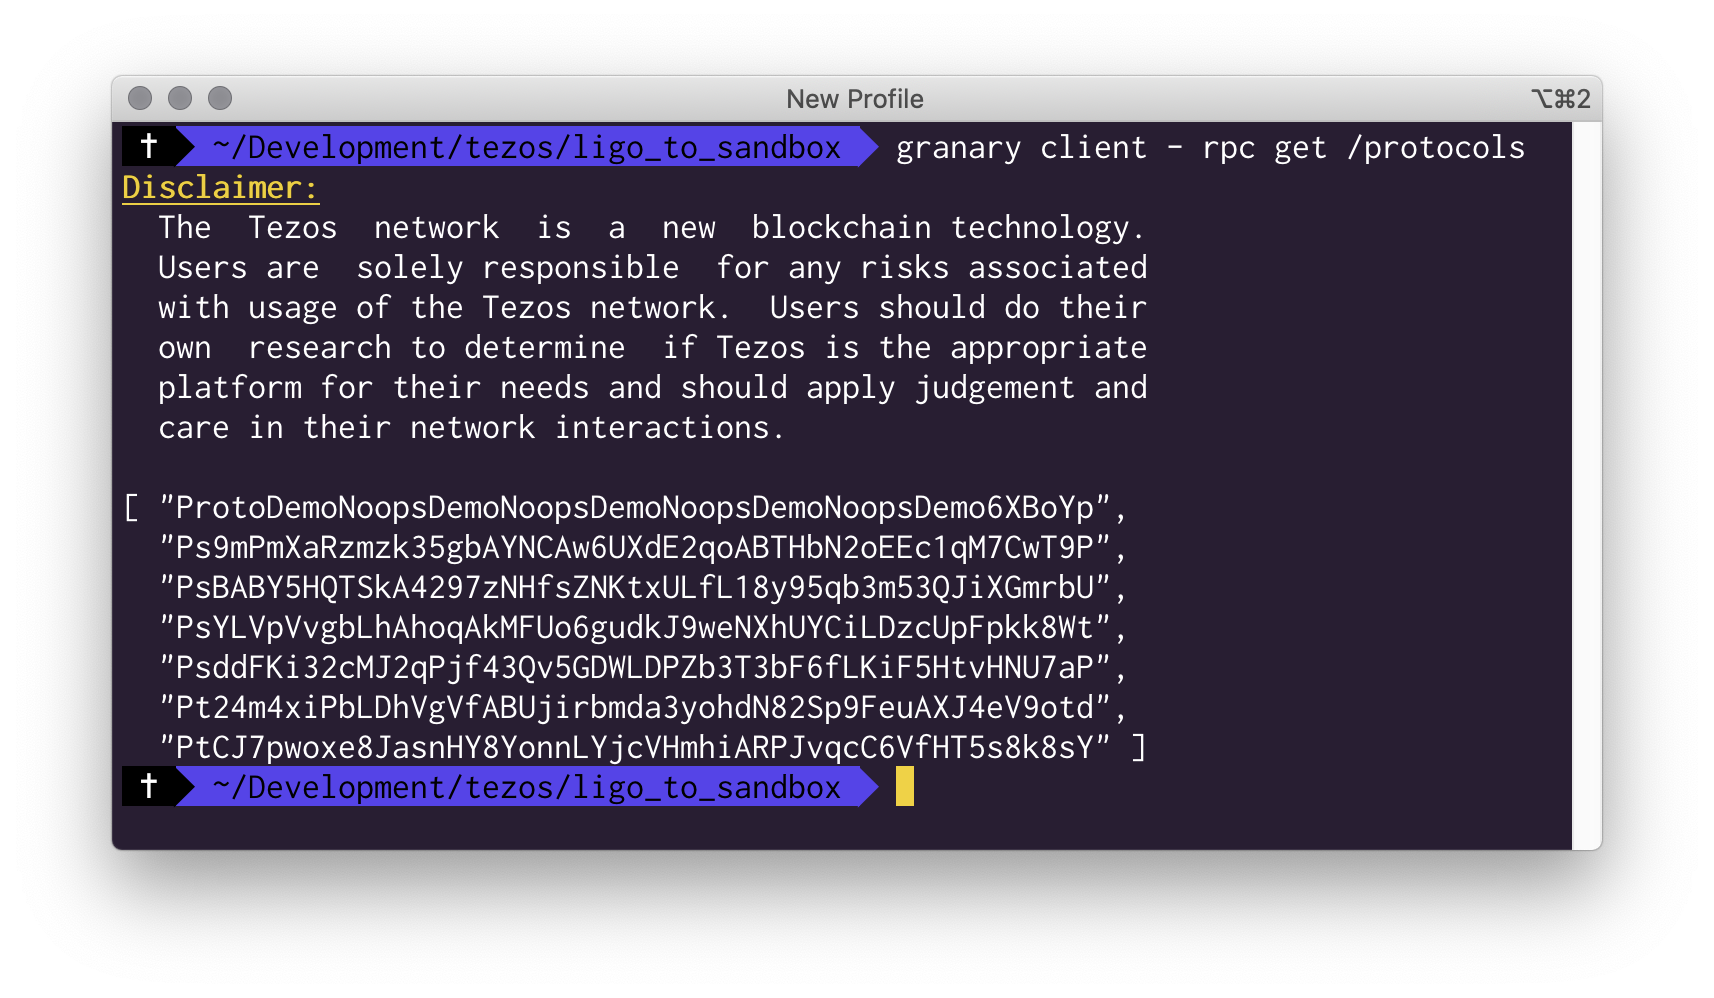 New Profile ⌥⌘2
† ~/Development/tezos/ligo_to_sandbox granary client - rpc get /protocols
Disclaimer:
The Tezos network is a new blockchain technology.
Users are solely responsible for any risks associated
with usage of the Tezos network. Users should do their
own research to determine if Tezos is the appropriate
platform for their needs and should apply judgement and
care in their network interactions.
[ "ProtoDemoNoopsDemoNoopsDemoNoopsDemoNoopsDemo6XBoYp",
"Ps9mPmXaRzmzk35gbAYNCAw6UXdE2qoABTHbN2oEEc1qM7CwT9P",
"PsBABY5HQTSkA4297zNHfsZNKtxULfL18y95qb3m53QJiXGmrbU",
"PsYLVpVvgbLhAhoqAkMFUo6gudkJ9weNXhUYCiLDzcUpFpkk8Wt",
"PsddFKi32cMJ2qPjf43Qv5GDWLDPZb3T3bF6fLKiF5HtvHNU7aP",
"Pt24m4xiPbLDhVgVfABUjirbmda3yohdN82Sp9FeuAXJ4eV9otd",
"PtCJ7pwoxe8JasnHY8YonnLYjcVHmhiARPJvqcC6VfHT5s8k8sY" ]
† ~/Development/tezos/ligo_to_sandbox